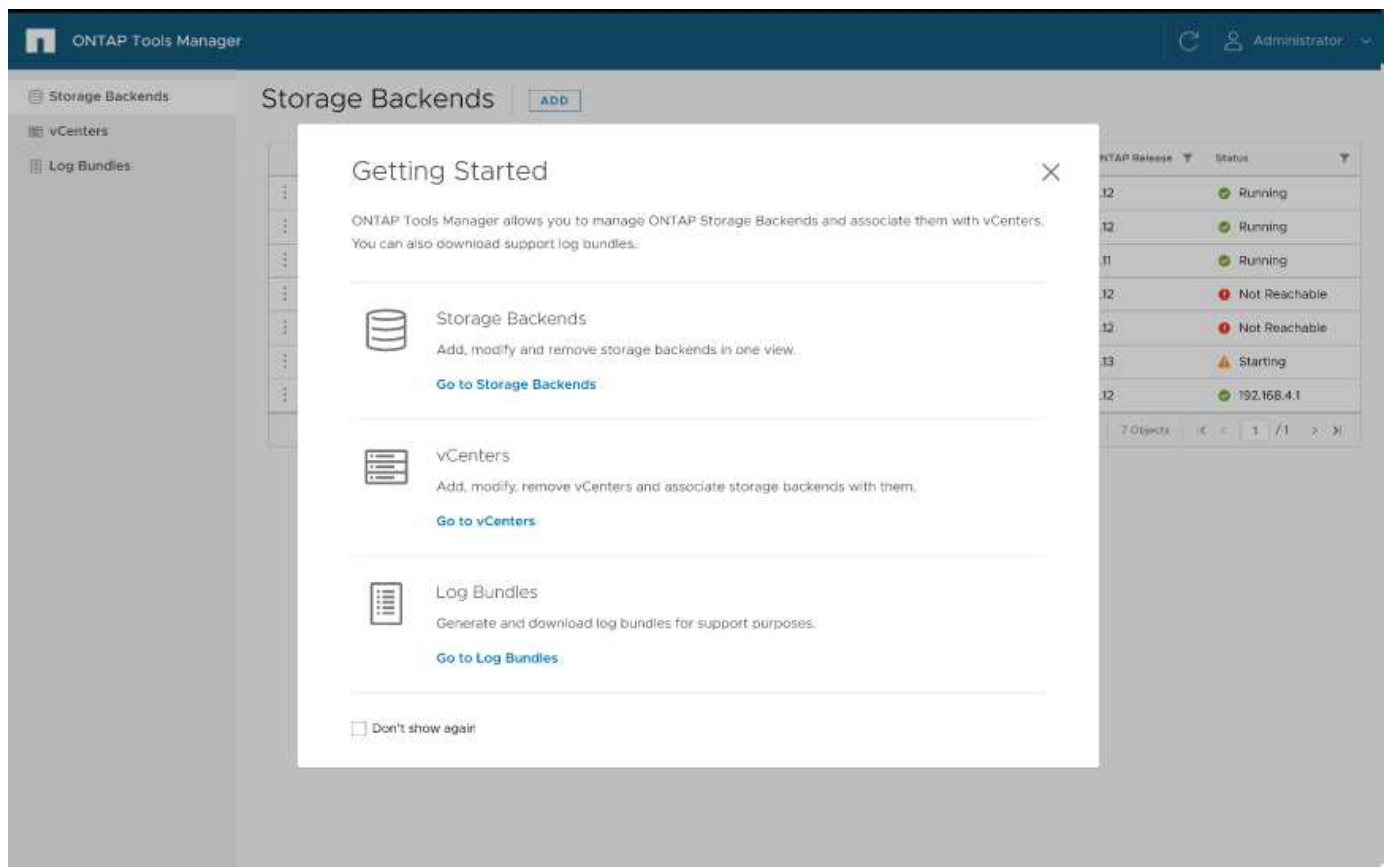 ONTAP Tools Manager
Administrator
Storage Backends
vCenters
Log Bundles
Storage Backends
ADD
NTAP Release
Status
.12
Running
.12
Running
.11
Running
.12
Not Reachable
.12
Not Reachable
.13
Starting
.12
192.168.4.1
7 Objects
1
/1
Getting Started
ONTAP Tools Manager allows you to manage ONTAP Storage Backends and associate them with vCenters.
You can also download support log bundles.
Storage Backends
Add, modify and remove storage backends in one view.
Go to Storage Backends
vCenters
Add, modify, remove vCenters and associate storage backends with them.
Go to vCenters
Log Bundles
Generate and download log bundles for support purposes.
Go to Log Bundles
Don't show again